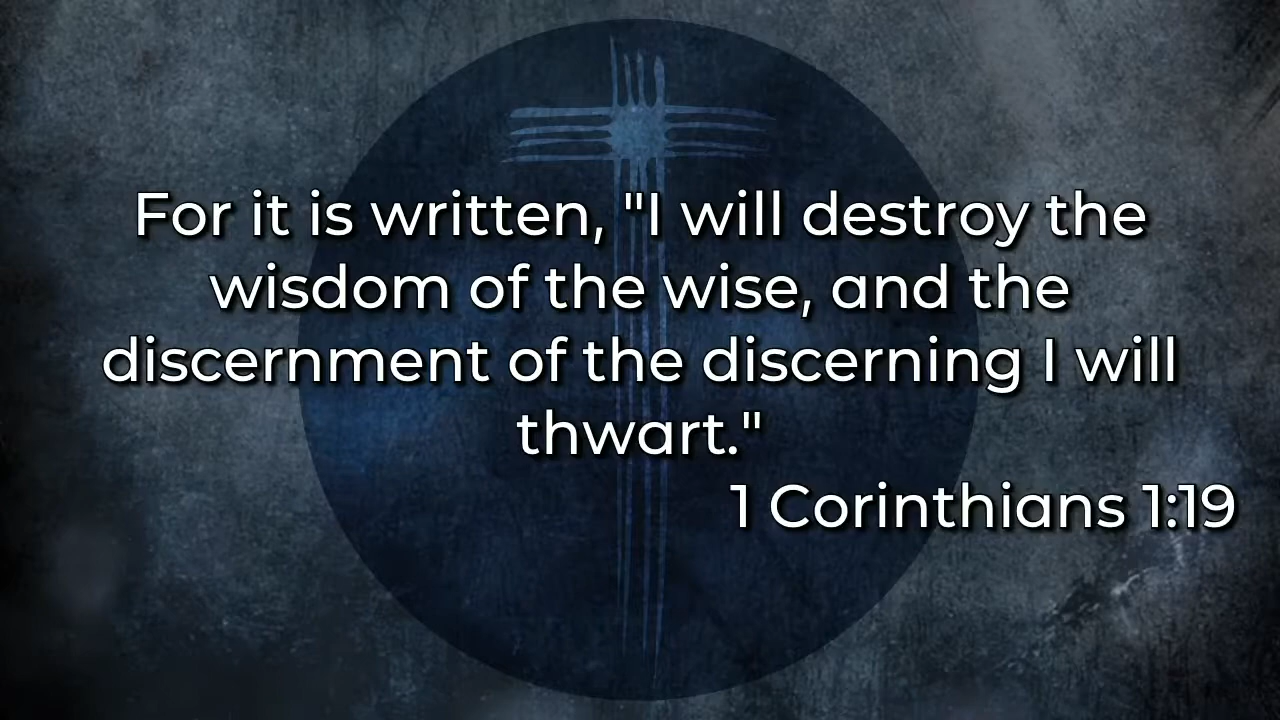 For it is written, "I will destroy the
wisdom of the wise, and the
discernment of the discerning I will
thwart."
1 Corinthians 1:19